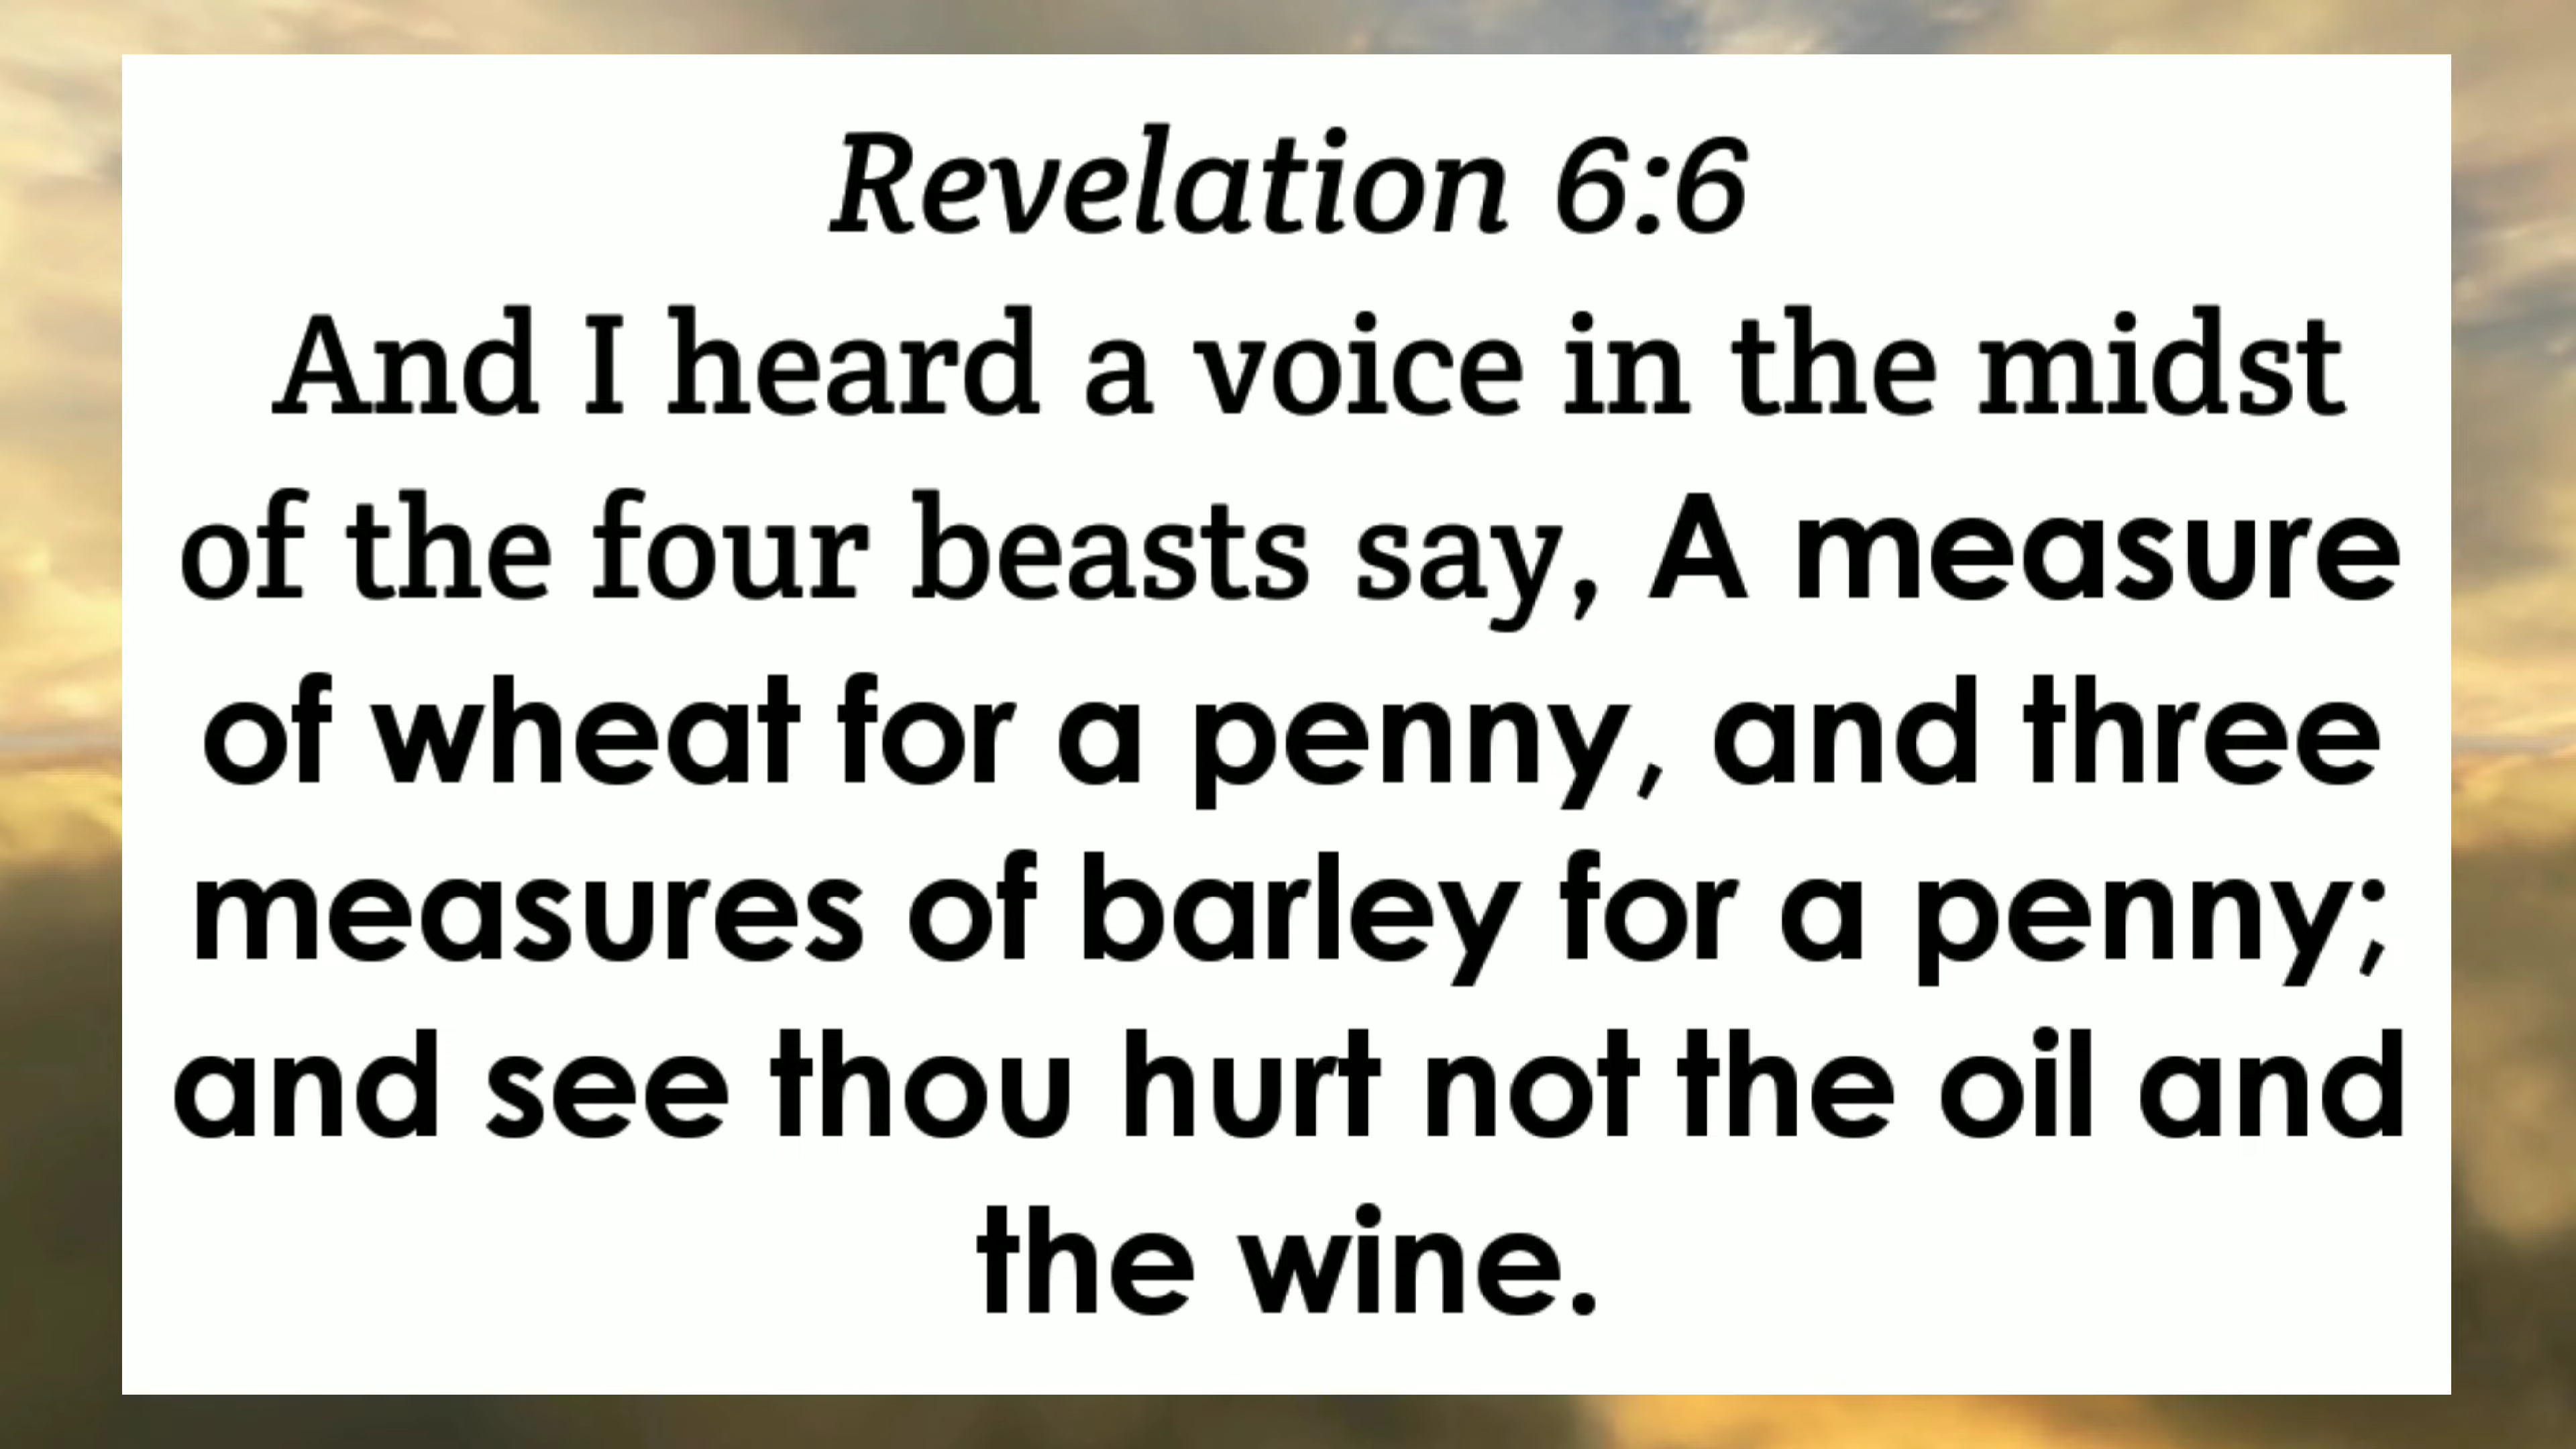 Revelation 6:6
And I heard a voice in the midst
of the four beasts say, A measure
of wheat for a penny, and three
measures of barley for a penny;
and see thou hurt not the oil and
the wine.